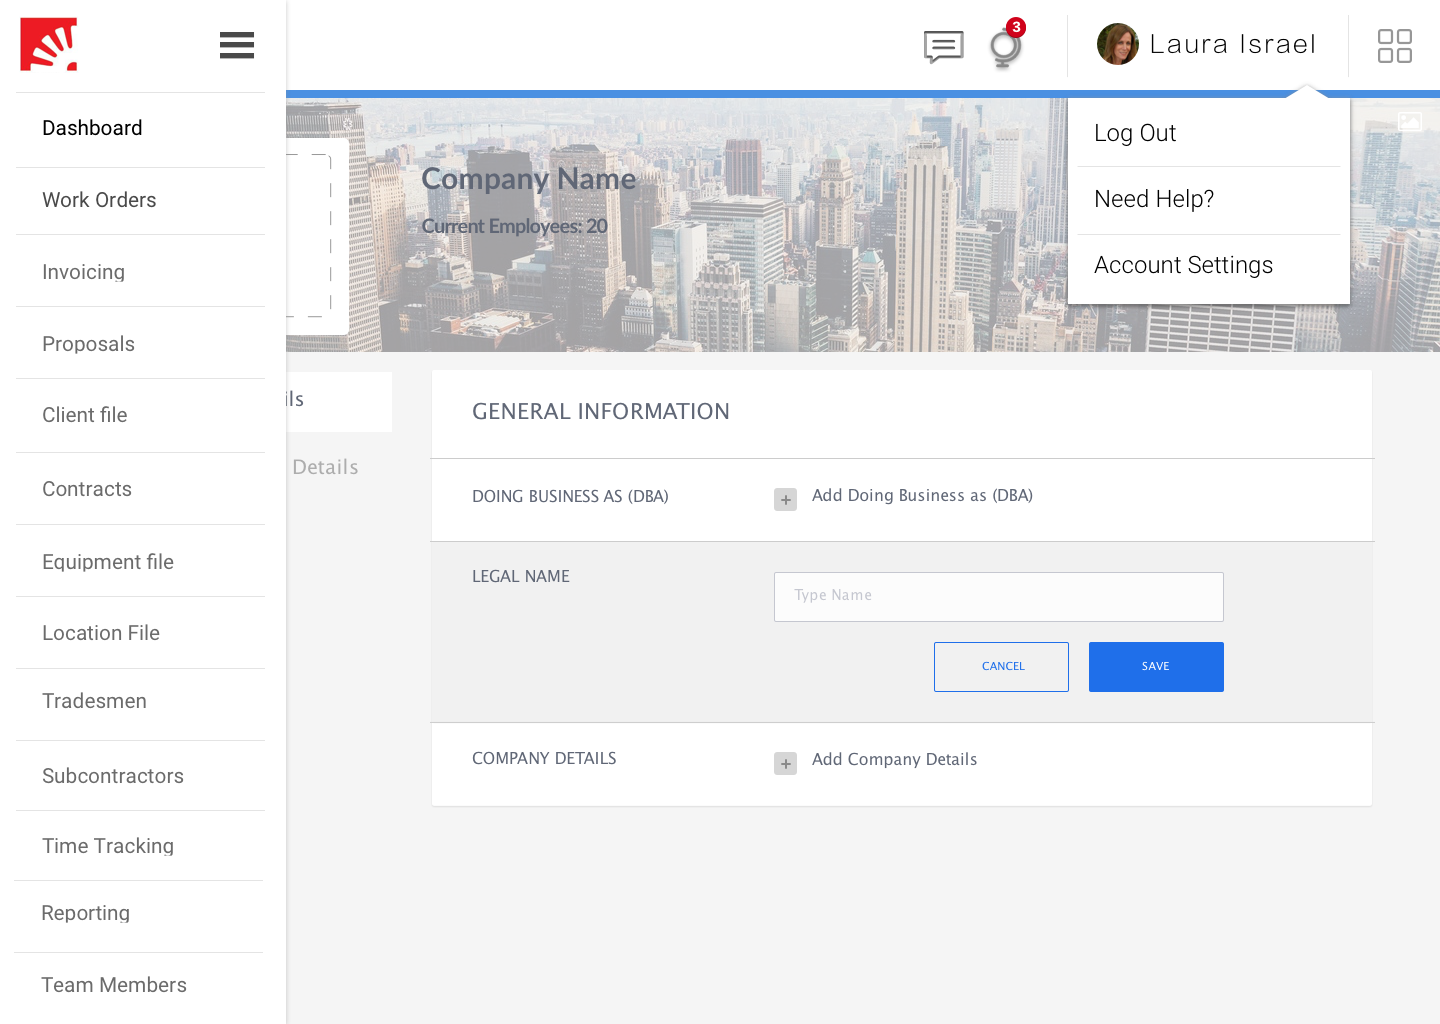 3
Laura Israel
Log Out
Need Help?
Account Settings
Dashboard
Work Orders
Invoicing
Proposals
Client file
Contracts
Equipment file
Location File
Tradesmen
Subcontractors
Time Tracking
Reporting
Team Members
Company Name
Current Employees: 20
ils
Details
GENERAL INFORMATION
DOING BUSINESS AS (DBA)
+ Add Doing Business as (DBA)
LEGAL NAME
Type Name
CANCEL
SAVE
COMPANY DETAILS
+ Add Company Details